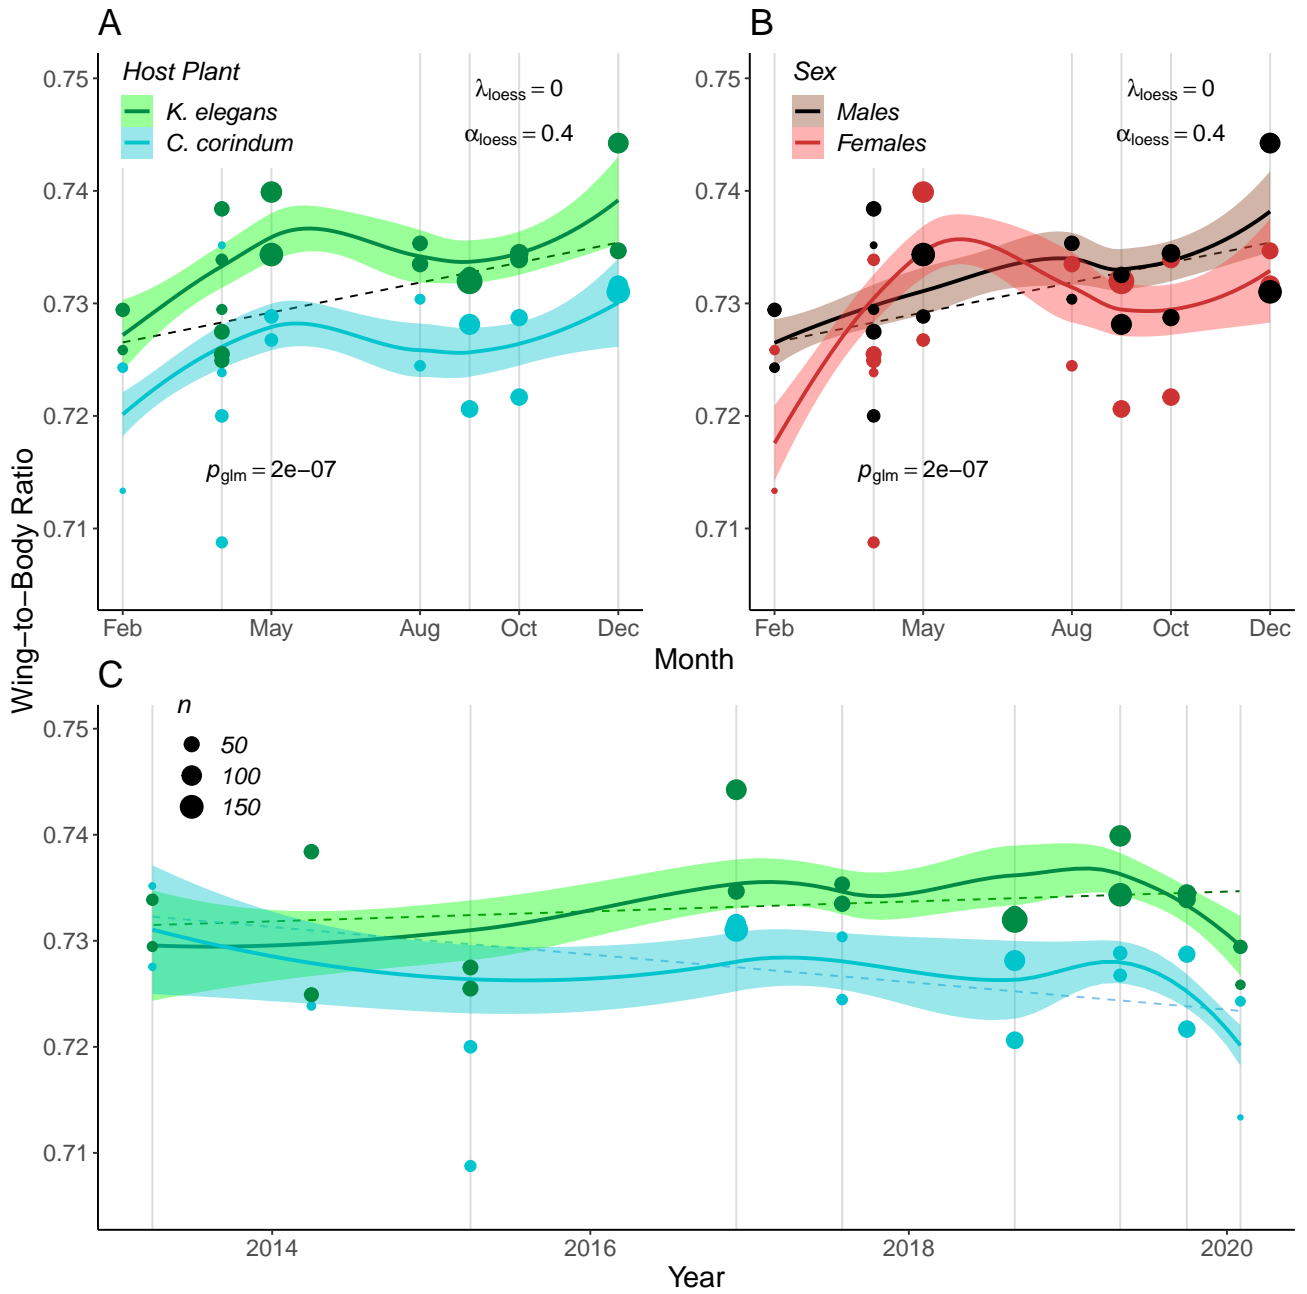 A
Host Plant
K. elegans
C. corindum
λloess = 0
αloess = 0.4
pglm = 2e−07
0.75
0.74
0.73
0.72
0.71
Feb
May
Aug
Oct
Dec
B
Sex
Males
Females
λloess = 0
αloess = 0.4
pglm = 2e−07
0.75
0.74
0.73
0.72
0.71
Feb
May
Aug
Oct
Dec
Month
Wing−to−Body Ratio
C
n
50
100
150
0.75
0.74
0.73
0.72
0.71
2014
2016
2018
2020
Year